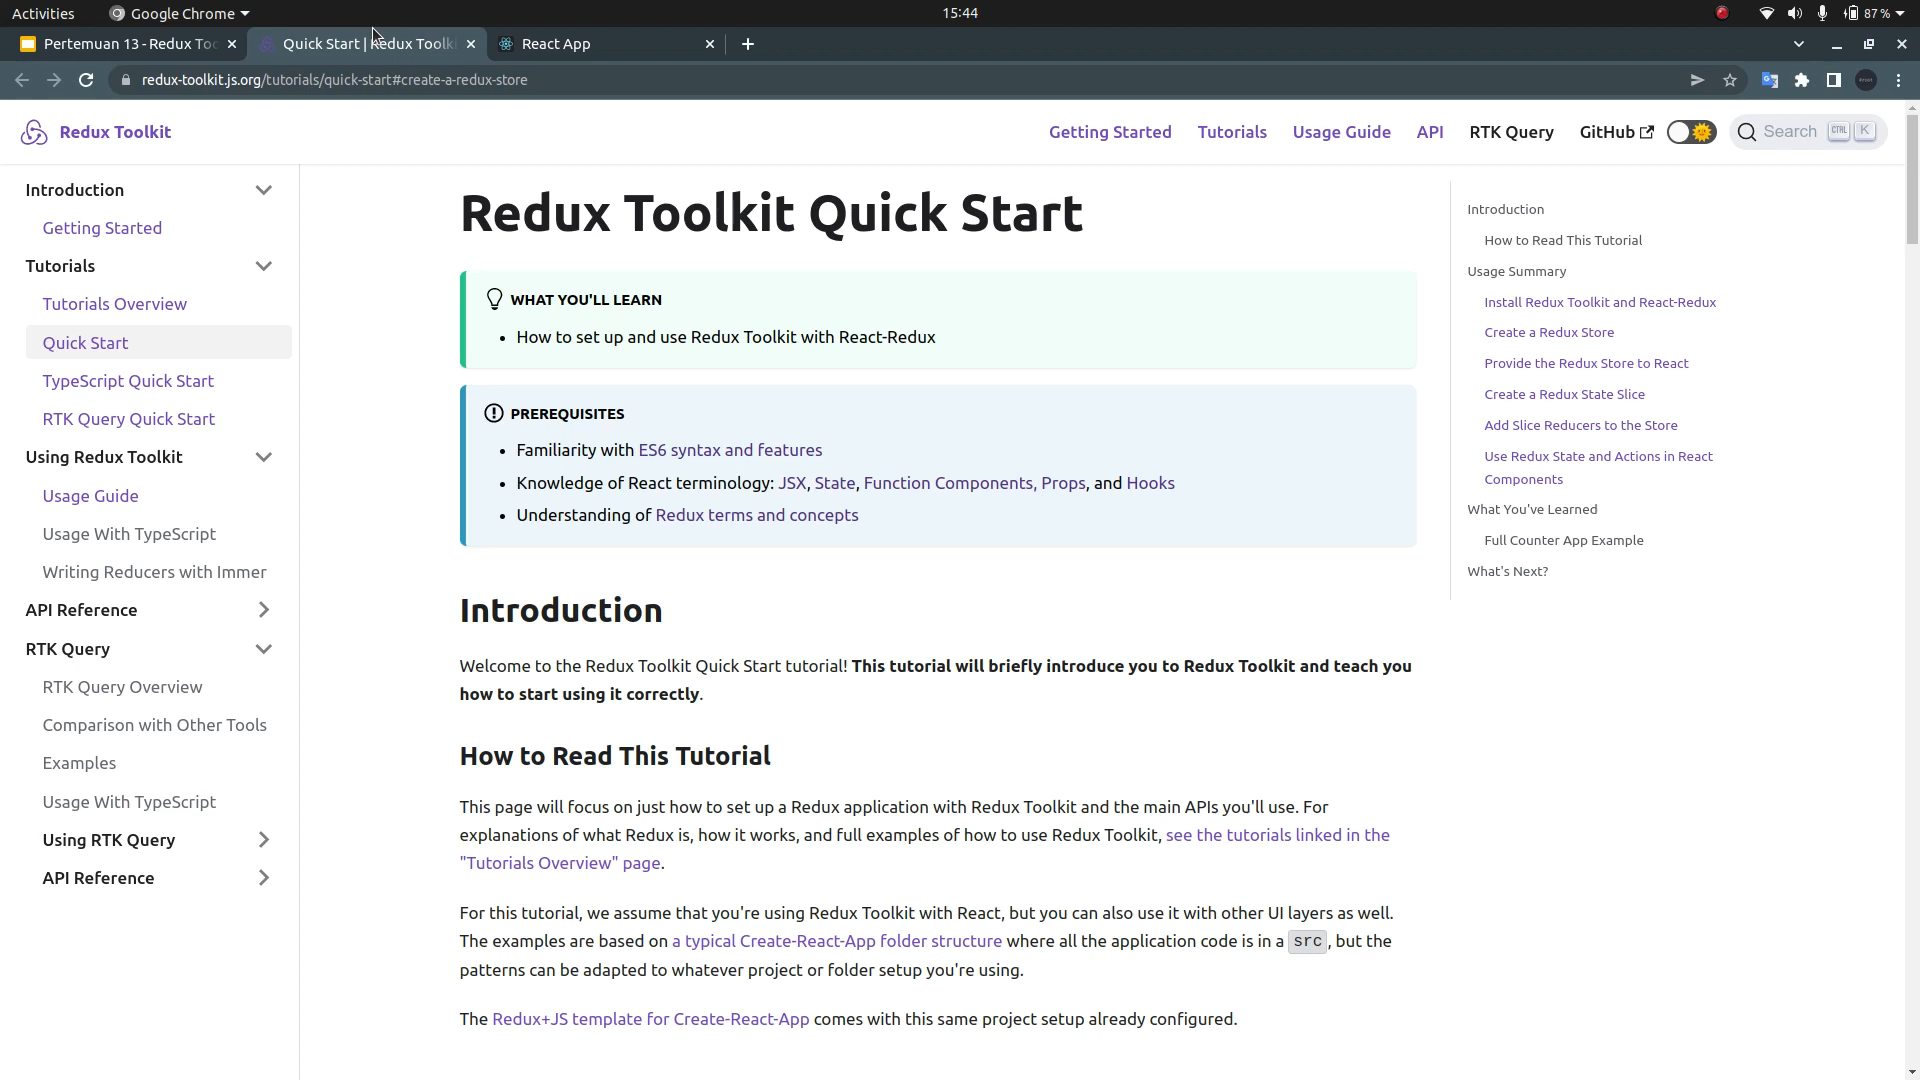 Activities
Google Chrome
15:44
87 %
Pertemuan 13 - Redux Too
Quick Start | Redux Toolki
React App
redux-toolkit.js.org/tutorials/quick-start#create-a-redux-store
Redux Toolkit
Getting Started
Tutorials
Usage Guide
API
RTK Query
GitHub
Search
CTRL
K
Introduction
Getting Started
Tutorials
Tutorials Overview
Quick Start
TypeScript Quick Start
RTK Query Quick Start
Using Redux Toolkit
Usage Guide
Usage With TypeScript
Writing Reducers with Immer
API Reference
RTK Query
RTK Query Overview
Comparison with Other Tools
Examples
Usage With TypeScript
Using RTK Query
API Reference
Redux Toolkit Quick Start
WHAT YOU'LL LEARN
• How to set up and use Redux Toolkit with React-Redux
PREREQUISITES
• Familiarity with ES6 syntax and features
• Knowledge of React terminology: JSX, State, Function Components, Props, and Hooks
• Understanding of Redux terms and concepts
Introduction
Welcome to the Redux Toolkit Quick Start tutorial! This tutorial will briefly introduce you to Redux Toolkit and teach you
how to start using it correctly.
How to Read This Tutorial
This page will focus on just how to set up a Redux application with Redux Toolkit and the main APIs you'll use. For
explanations of what Redux is, how it works, and full examples of how to use Redux Toolkit, see the tutorials linked in the
"Tutorials Overview" page.
For this tutorial, we assume that you're using Redux Toolkit with React, but you can also use it with other UI layers as well.
The examples are based on a typical Create-React-App folder structure where all the application code is in a src, but the
patterns can be adapted to whatever project or folder setup you're using.
The Redux+JS template for Create-React-App comes with this same project setup already configured.
Introduction
How to Read This Tutorial
Usage Summary
Install Redux Toolkit and React-Redux
Create a Redux Store
Provide the Redux Store to React
Create a Redux State Slice
Add Slice Reducers to the Store
Use Redux State and Actions in React
Components
What You've Learned
Full Counter App Example
What's Next?